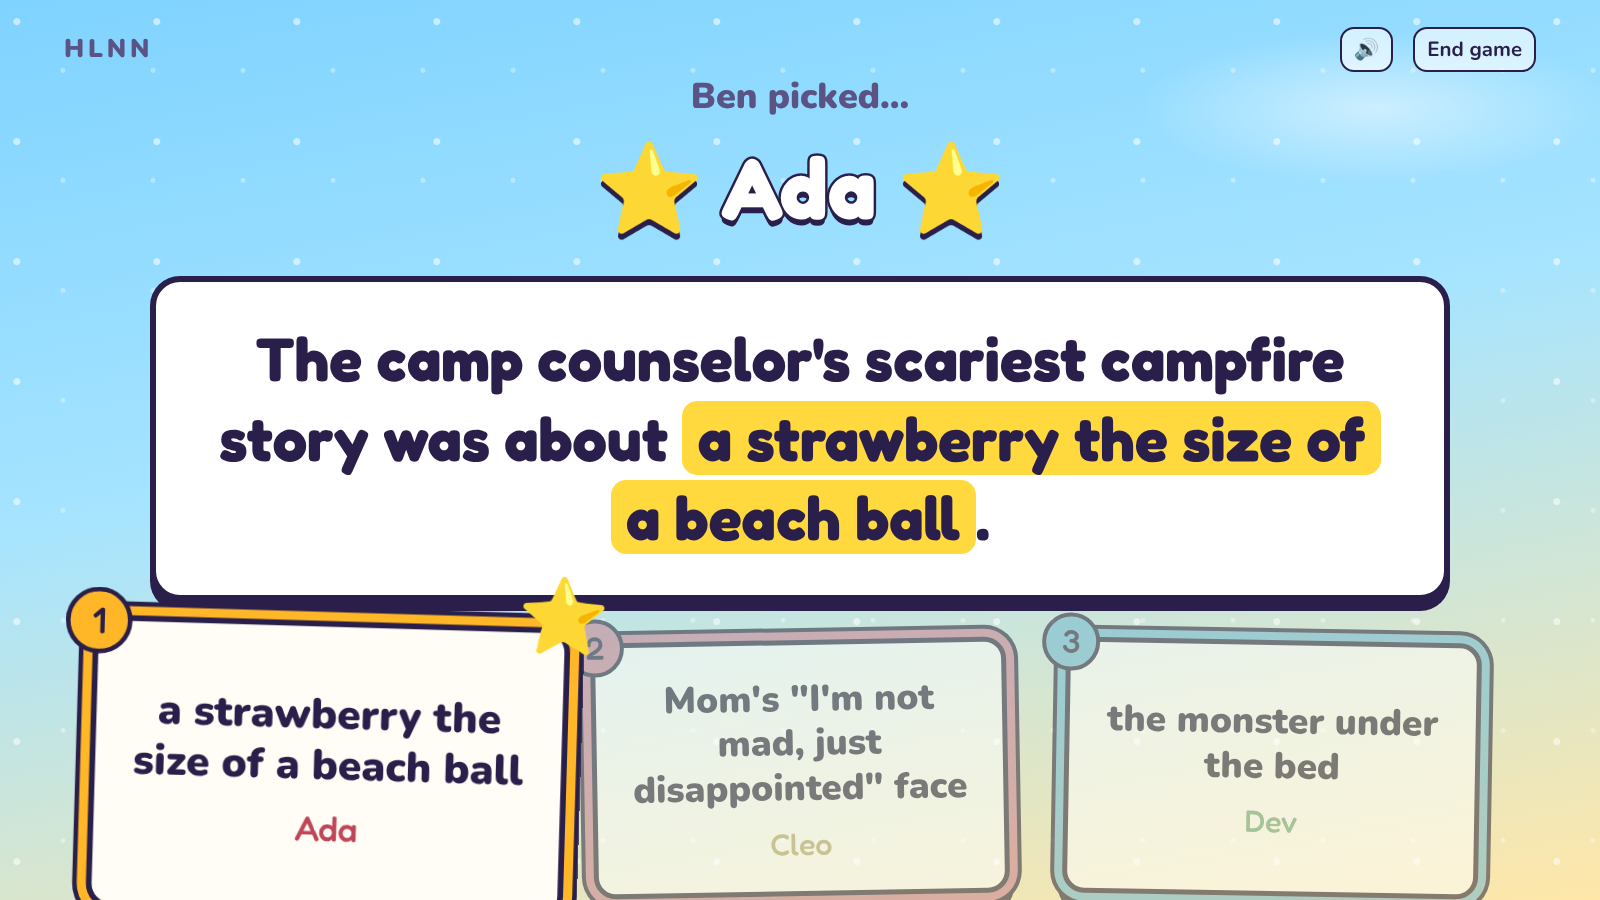 HLNN
End game
Ben picked...
Ada
The camp counselor's scariest campfire
story was about a strawberry the size of
a beach ball.
1
a strawberry the
size of a beach ball
Ada
2
Mom's "I'm not
mad, just
disappointed" face
Cleo
3
the monster under
the bed
Dev